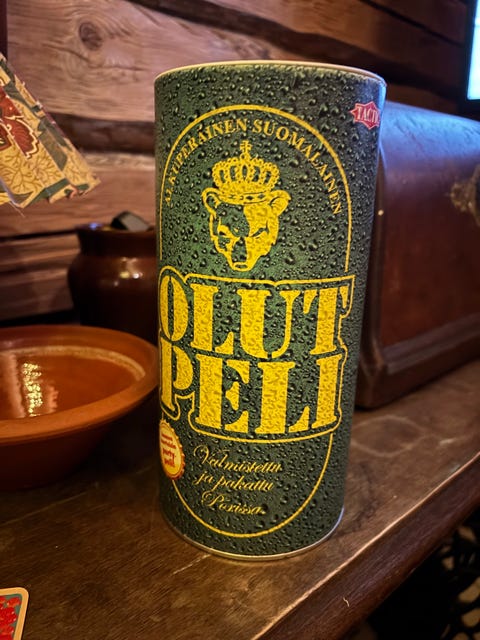 TACTIC
ALKUPERÄINEN SUOMALAINEN
OLUT
PELI
Valmistettu
ja pakattu
Porissa.